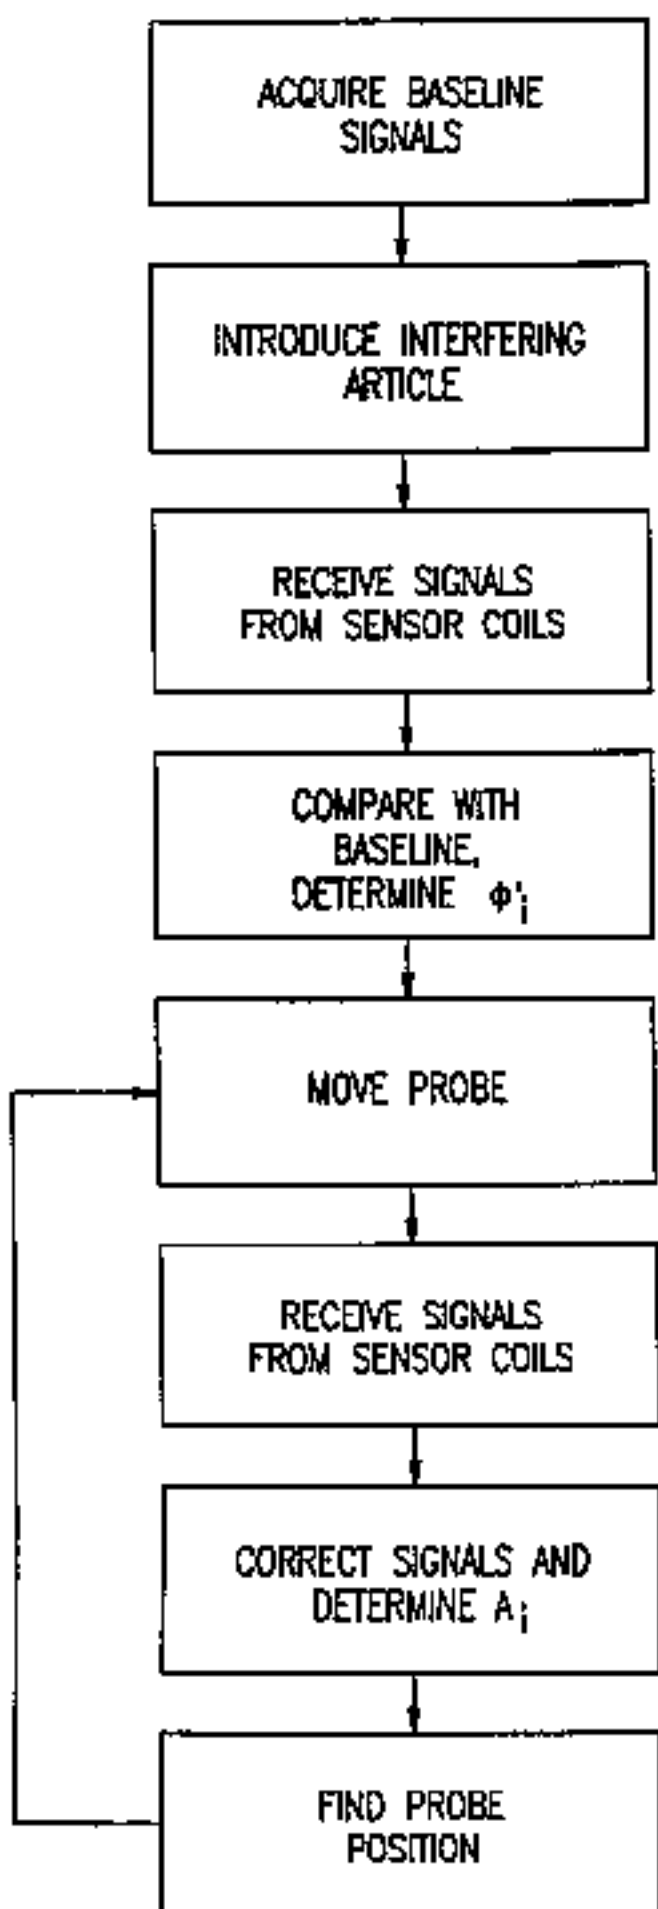 ACQUIRE BASELINE
SIGNALS
INTRODUCE INTERFERING
ARTICLE
RECEIVE SIGNALS
FROM SENSOR COILS
COMPARE WITH
BASELINE,
DETERMINE ϕ'ᵢ
MOVE PROBE
RECEIVE SIGNALS
FROM SENSOR COILS
CORRECT SIGNALS AND
DETERMINE Aᵢ
FIND PROBE
POSITION